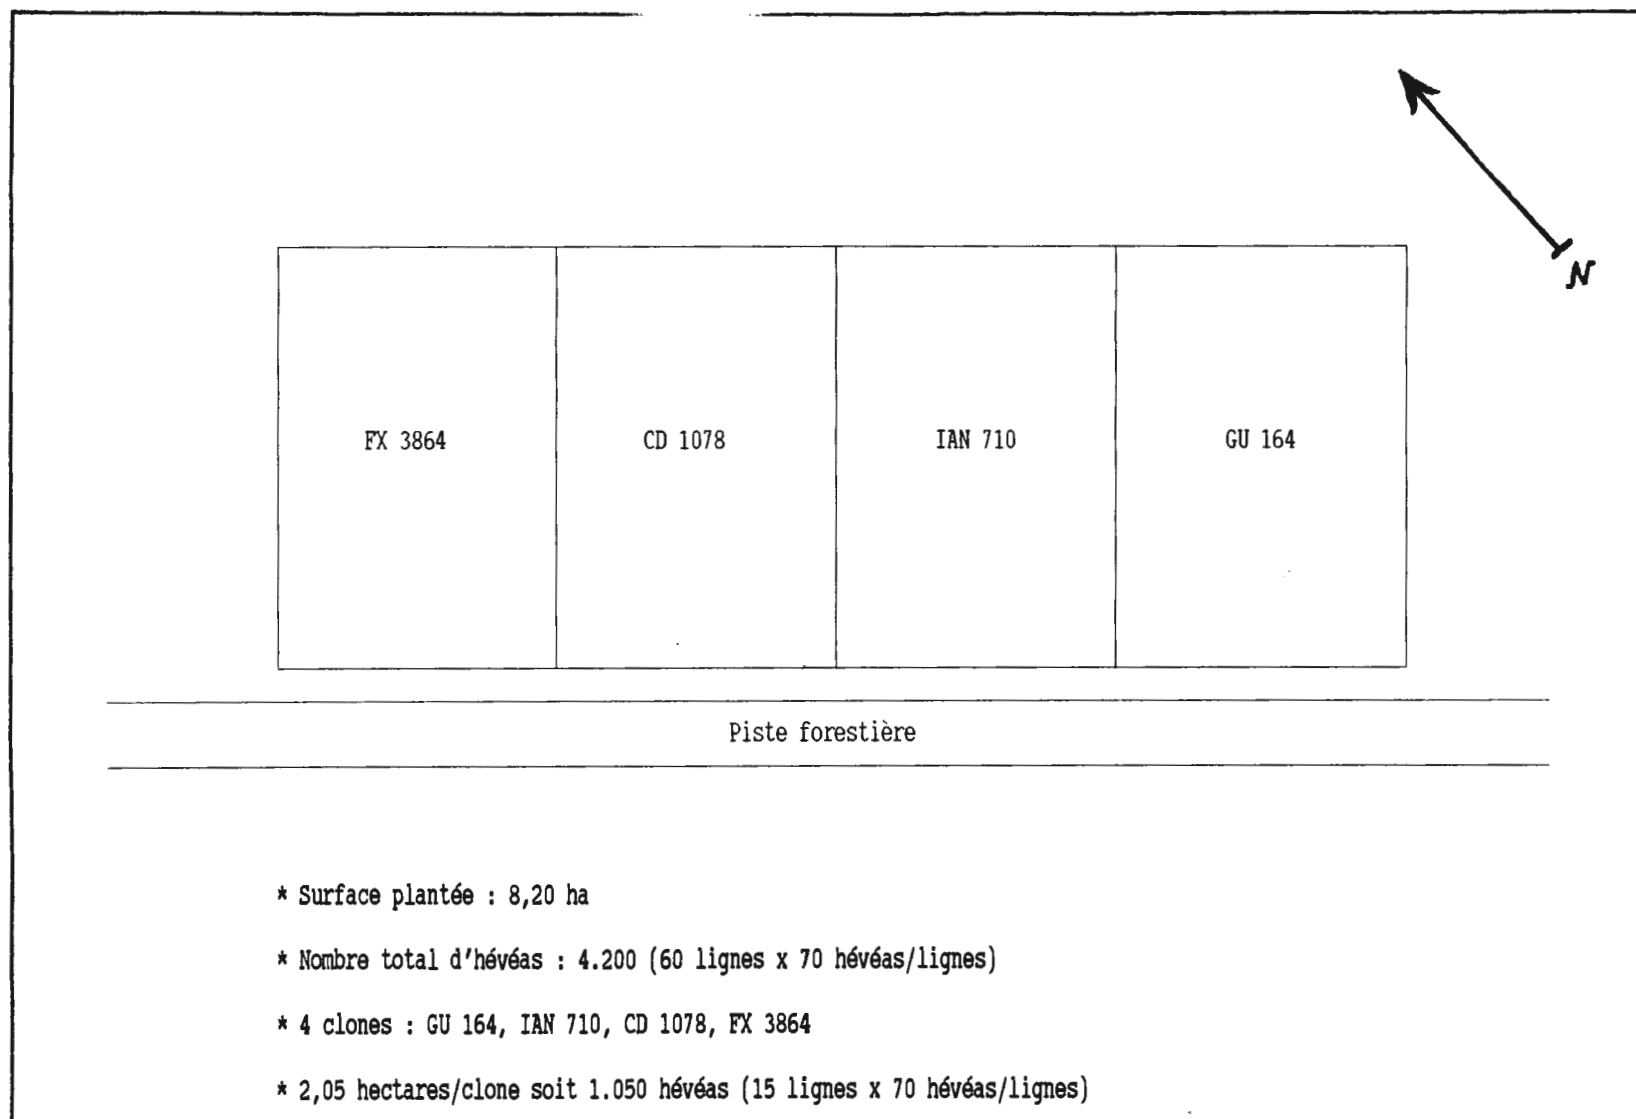 N
FX 3864 CD 1078 IAN 710 GU 164
Piste forestière
* Surface plantée : 8,20 ha
* Nombre total d'hévéas : 4.200 (60 lignes x 70 hévéas/lignes)
* 4 clones : GU 164, IAN 710, CD 1078, FX 3864
* 2,05 hectares/clone soit 1.050 hévéas (15 lignes x 70 hévéas/lignes)